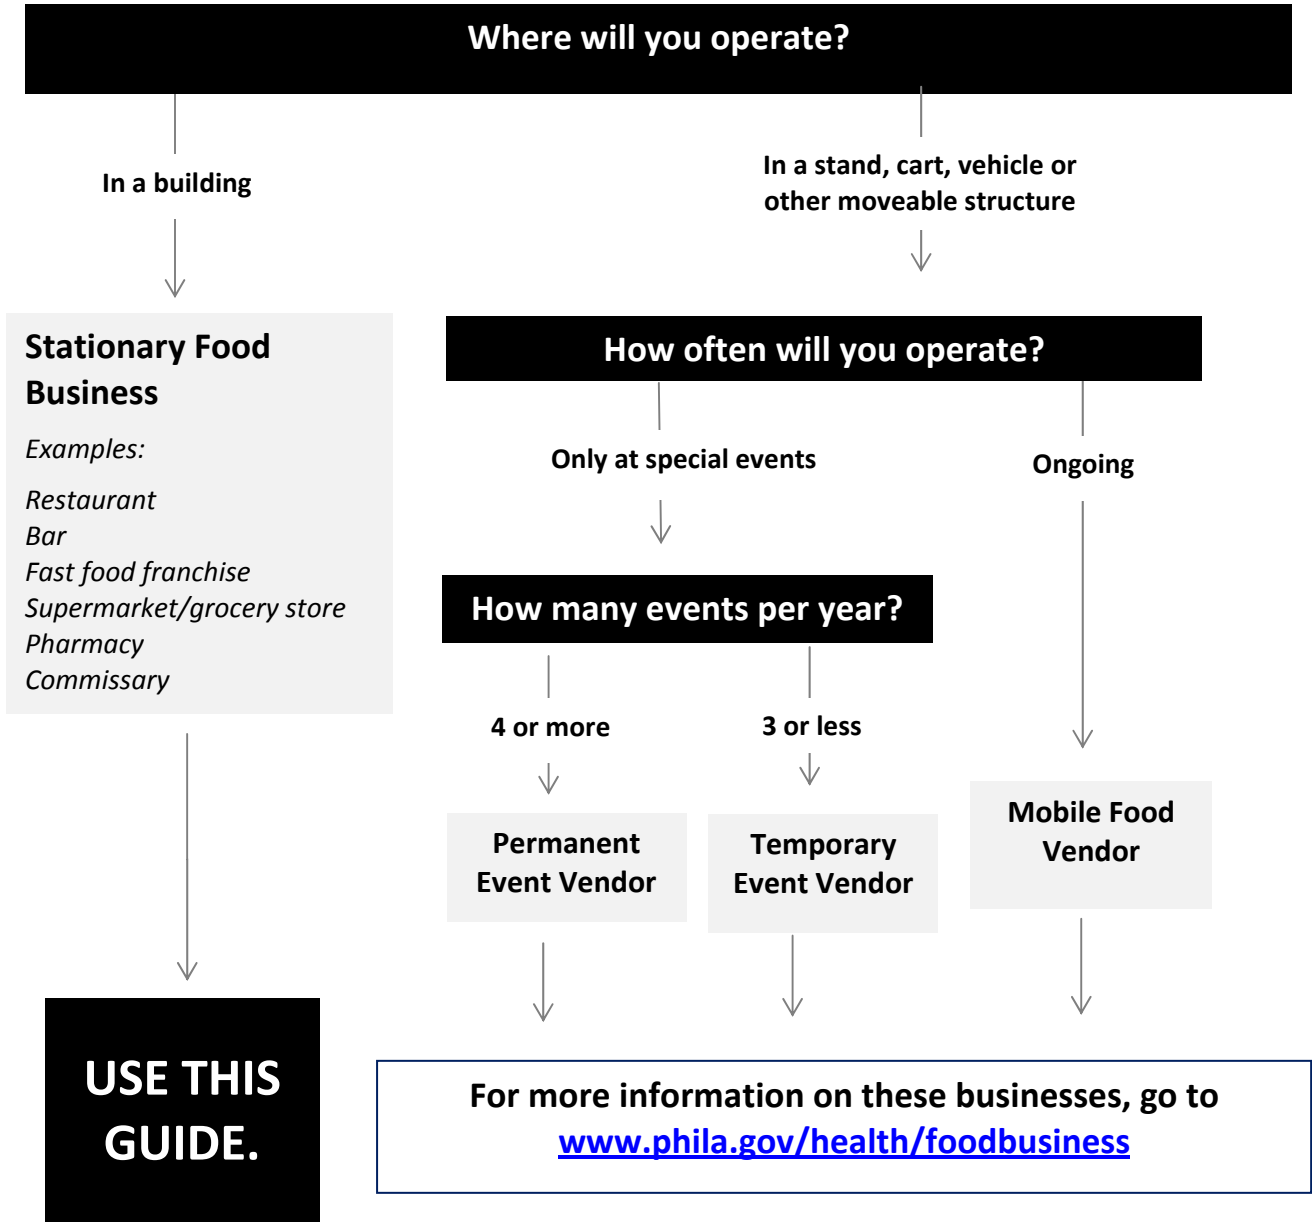 Where will you operate?
In a building
In a stand, cart, vehicle or
other moveable structure
Stationary Food
Business
Examples:
Restaurant
Bar
Fast food franchise
Supermarket/grocery store
Pharmacy
Commissary
How often will you operate?
Only at special events
Ongoing
How many events per year?
4 or more
3 or less
Permanent
Event Vendor
Temporary
Event Vendor
Mobile Food
Vendor
USE THIS
GUIDE.
For more information on these businesses, go to
www.phila.gov/health/foodbusiness